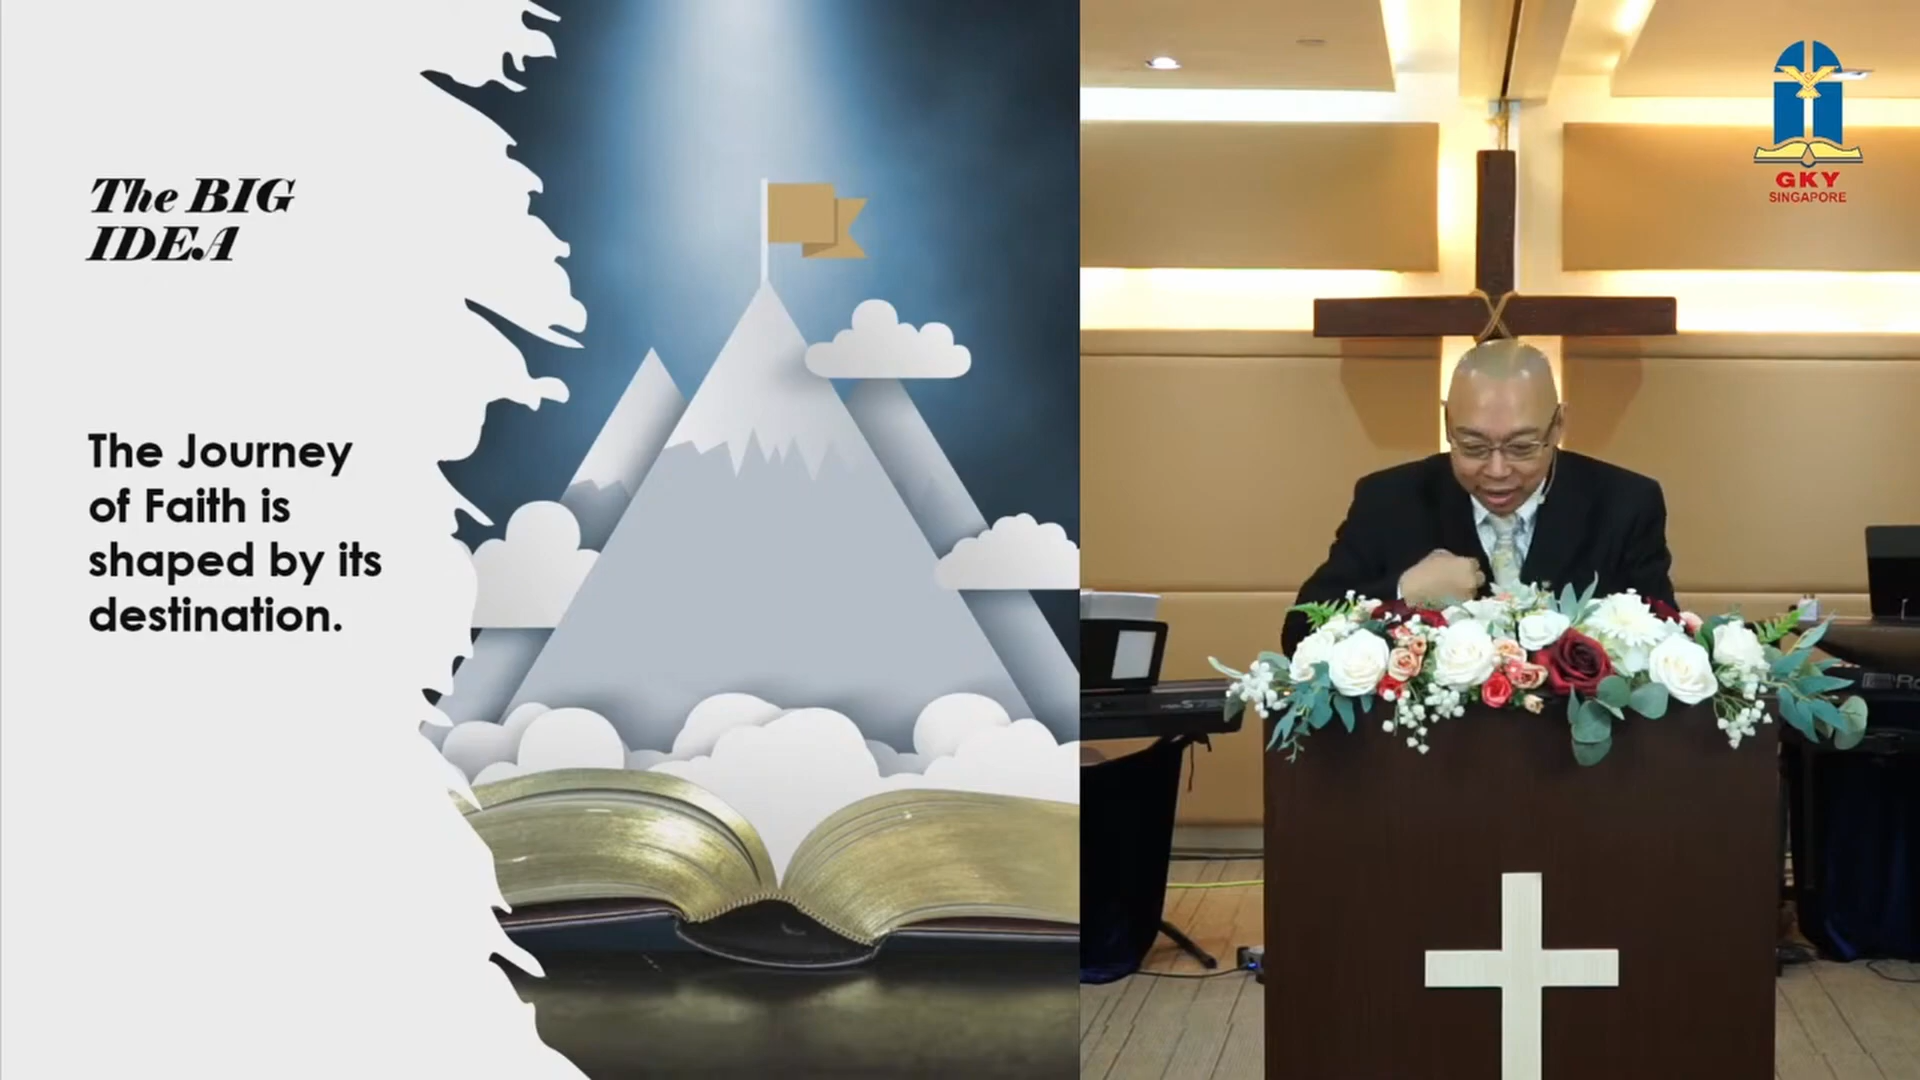 The BIG
IDEA
The Journey
of Faith is
shaped by its
destination.
GKY
SINGAPORE